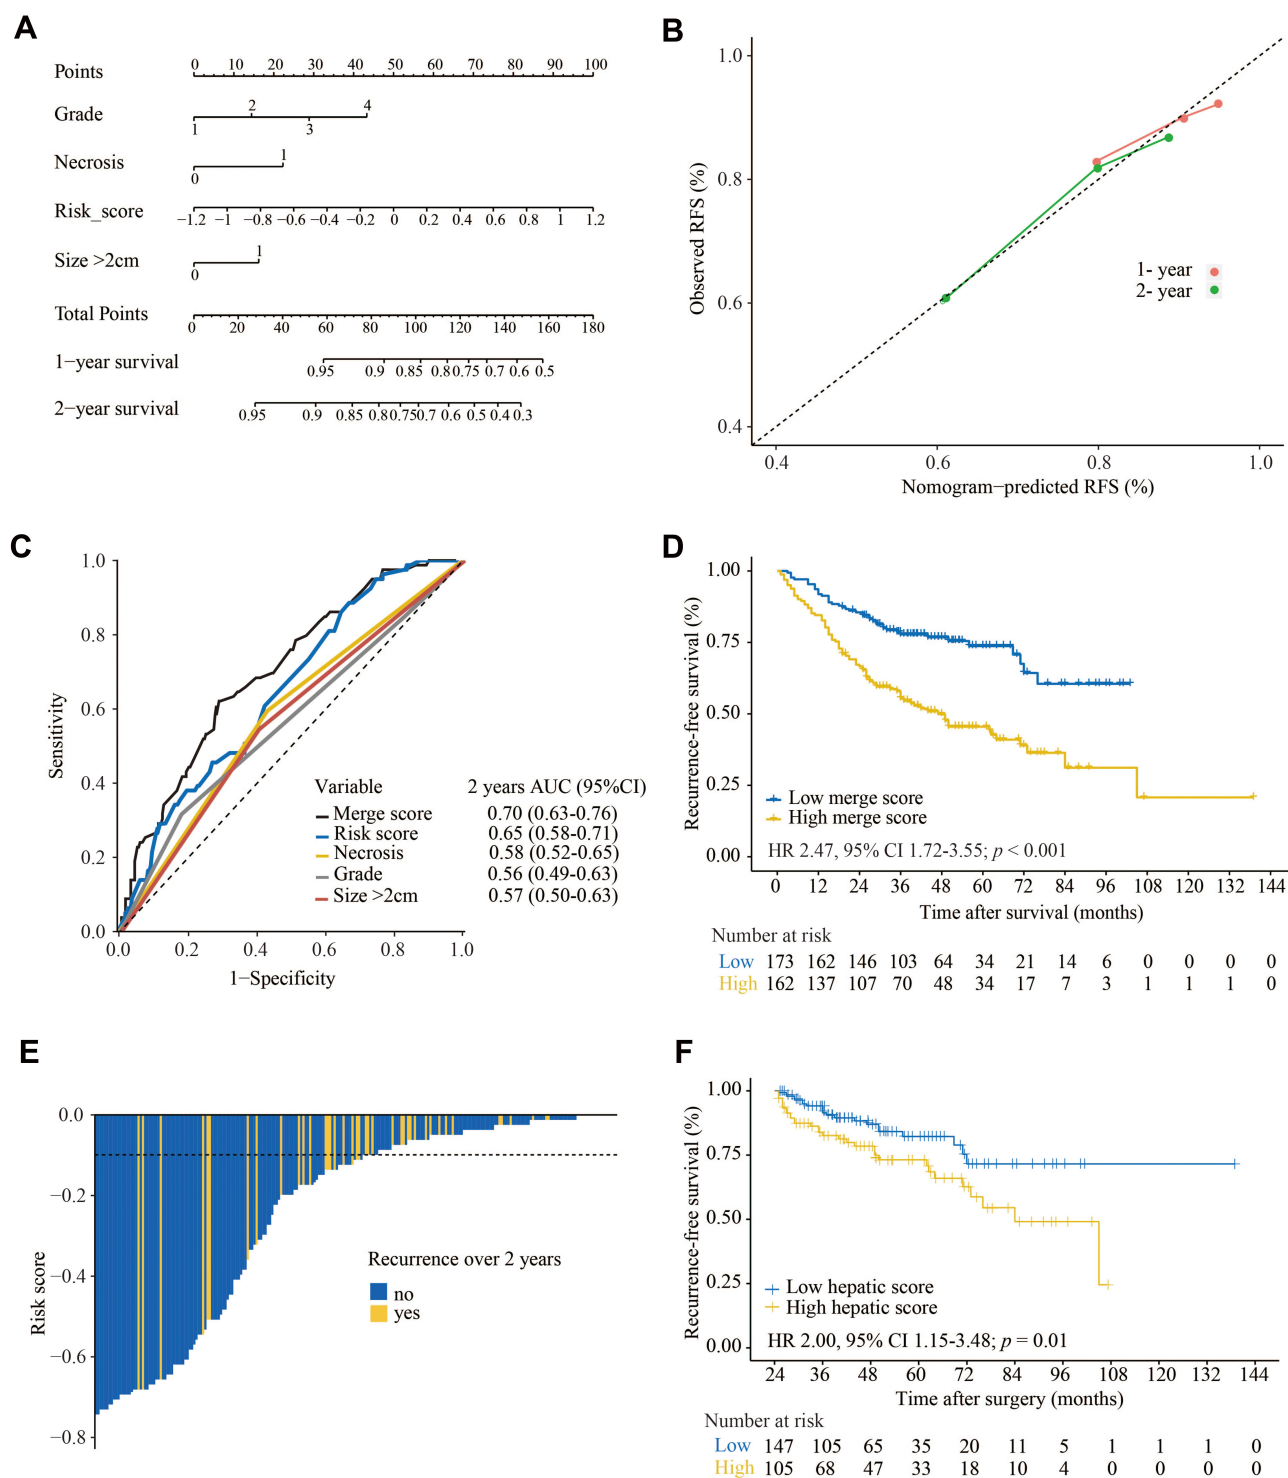 A
Points 0 10 20 30 40 50 60 70 80 90 100
Grade 1 2 3 4
Necrosis 0 1
Risk_score −1.2 −1 −0.8 −0.6 −0.4 −0.2 0 0.2 0.4 0.6 0.8 1 1.2
Size >2cm 0 1
Total Points 0 20 40 60 80 100 120 140 160 180
1−year survival 0.95 0.9 0.85 0.8 0.75 0.7 0.6 0.5
2−year survival 0.95 0.9 0.85 0.8 0.75 0.7 0.6 0.5 0.4 0.3
B
Observed RFS (%)
1.0
0.8
0.6
0.4
1- year
2- year
0.4 0.6 0.8 1.0
Nomogram−predicted RFS (%)
C
Sensitivity
1.0
0.8
0.6
0.4
0.2
0.0
Variable 2 years AUC (95%CI)
Merge score 0.70 (0.63-0.76)
Risk score 0.65 (0.58-0.71)
Necrosis 0.58 (0.52-0.65)
Grade 0.56 (0.49-0.63)
Size >2cm 0.57 (0.50-0.63)
0.0 0.2 0.4 0.6 0.8 1.0
1−Specificity
D
Recurrence-free survival (%)
1.00
0.75
0.50
0.25
0.00
Low merge score
High merge score
HR 2.47, 95% CI 1.72-3.55; p < 0.001
0 12 24 36 48 60 72 84 96 108 120 132 144
Time after survival (months)
Number at risk
Low 173 162 146 103 64 34 21 14 6 0 0 0 0
High 162 137 107 70 48 34 17 7 3 1 1 1 0
E
Risk score
0.0
−0.2
−0.4
−0.6
−0.8
Recurrence over 2 years
no
yes
F
Recurrence-free survival (%)
1.00
0.75
0.50
0.25
0.00
Low hepatic score
High hepatic score
HR 2.00, 95% CI 1.15-3.48; p = 0.01
24 36 48 60 72 84 96 108 120 132 144
Time after surgery (months)
Number at risk
Low 147 105 65 35 20 11 5 1 1 1 0
High 105 68 47 33 18 10 4 0 0 0 0